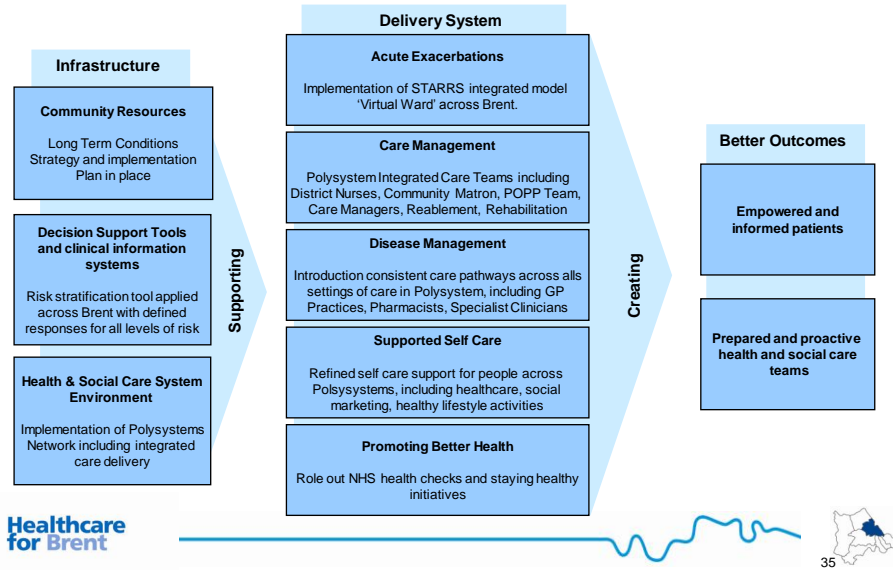 Infrastructure
Community Resources
Long Term Conditions
Strategy and implementation
Plan in place
Decision Support Tools
and clinical information
systems
Risk stratification tool applied
across Brent with defined
responses for all levels of risk
Health & Social Care System
Environment
Implementation of Polysystems
Network including integrated
care delivery
Supporting
Delivery System
Acute Exacerbations
Implementation of STARRS integrated model
‘Virtual Ward’ across Brent.
Care Management
Polysystem Integrated Care Teams including
District Nurses, Community Matron, POPP Team,
Care Managers, Reablement, Rehabilitation
Disease Management
Introduction consistent care pathways across alls
settings of care in Polysystem, including GP
Practices, Pharmacists, Specialist Clinicians
Supported Self Care
Refined self care support for people across
Polsysystems, including healthcare, social
marketing, healthy lifestyle activities
Promoting Better Health
Role out NHS health checks and staying healthy
initiatives
Creating
Better Outcomes
Empowered and
informed patients
Prepared and proactive
health and social care
teams
Healthcare
for Brent
35